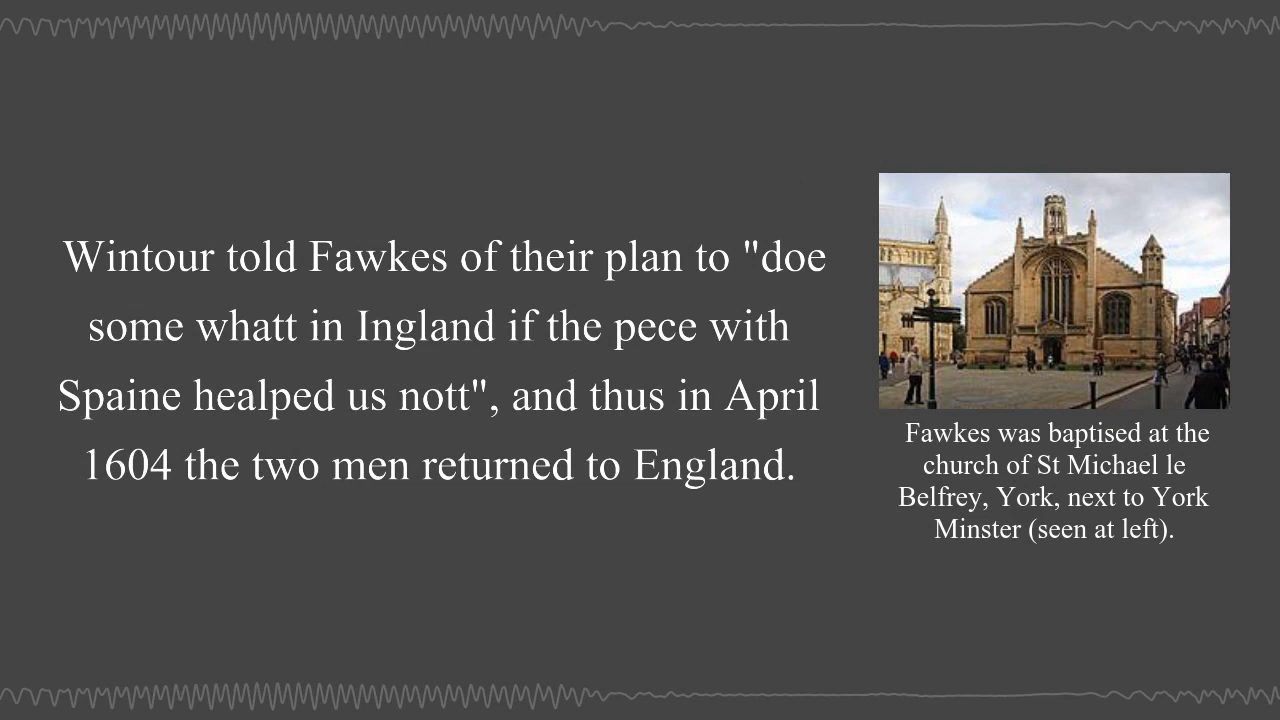 Wintour told Fawkes of their plan to "doe
some whatt in Ingland if the pece with
Spaine healped us nott", and thus in April
1604 the two men returned to England.
Fawkes was baptised at the
church of St Michael le
Belfrey, York, next to York
Minster (seen at left).